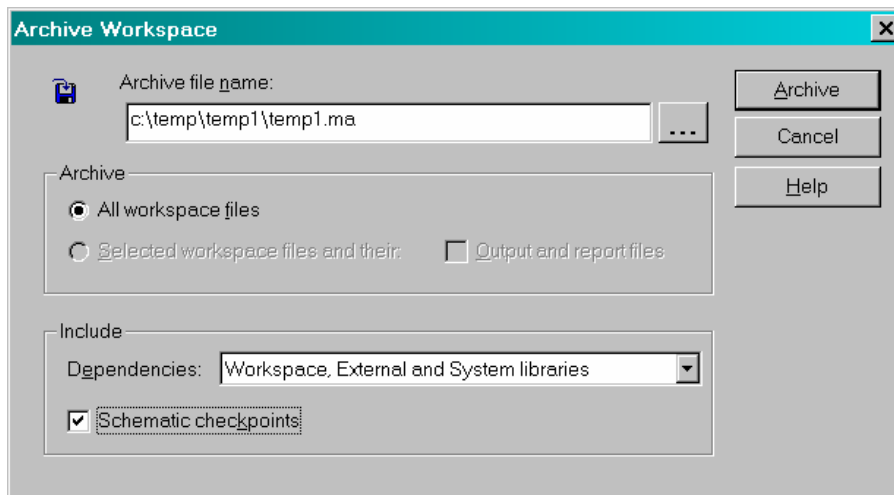 Archive Workspace
Archive file name:
c:\temp\temp1\temp1.ma
...
Archive
Cancel
Help
Archive
All workspace files
Selected workspace files and their:
Output and report files
Include
Dependencies:
Workspace, External and System libraries
Schematic checkpoints